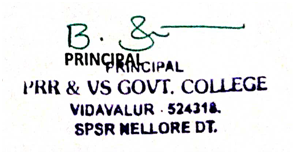 B. 
PRINCIPAL
PRINCIPAL
PRR & VS GOVT. COLLEGE
VIDAVALUR - 524318.
SPSR NELLORE DT.